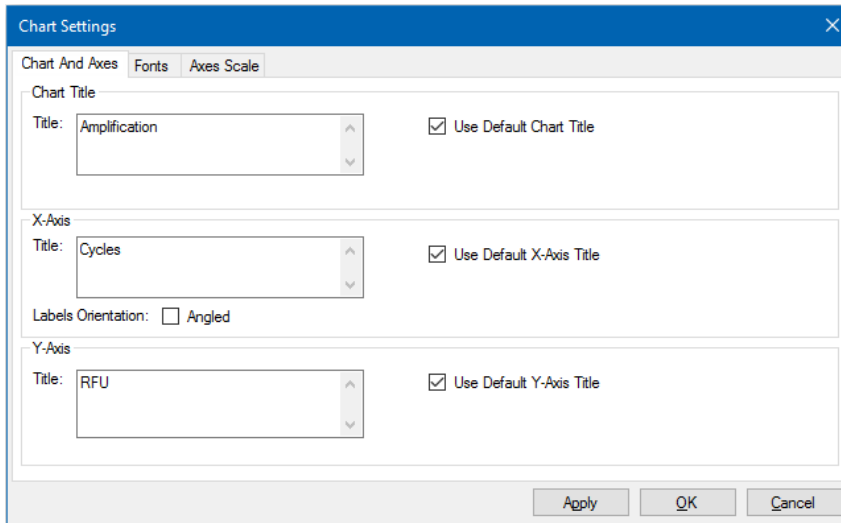 Chart Settings
Chart And Axes Fonts Axes Scale
Chart Title
Title: Amplification Use Default Chart Title
X-Axis
Title: Cycles Use Default X-Axis Title
Labels Orientation: Angled
Y-Axis
Title: RFU Use Default Y-Axis Title
Apply OK Cancel